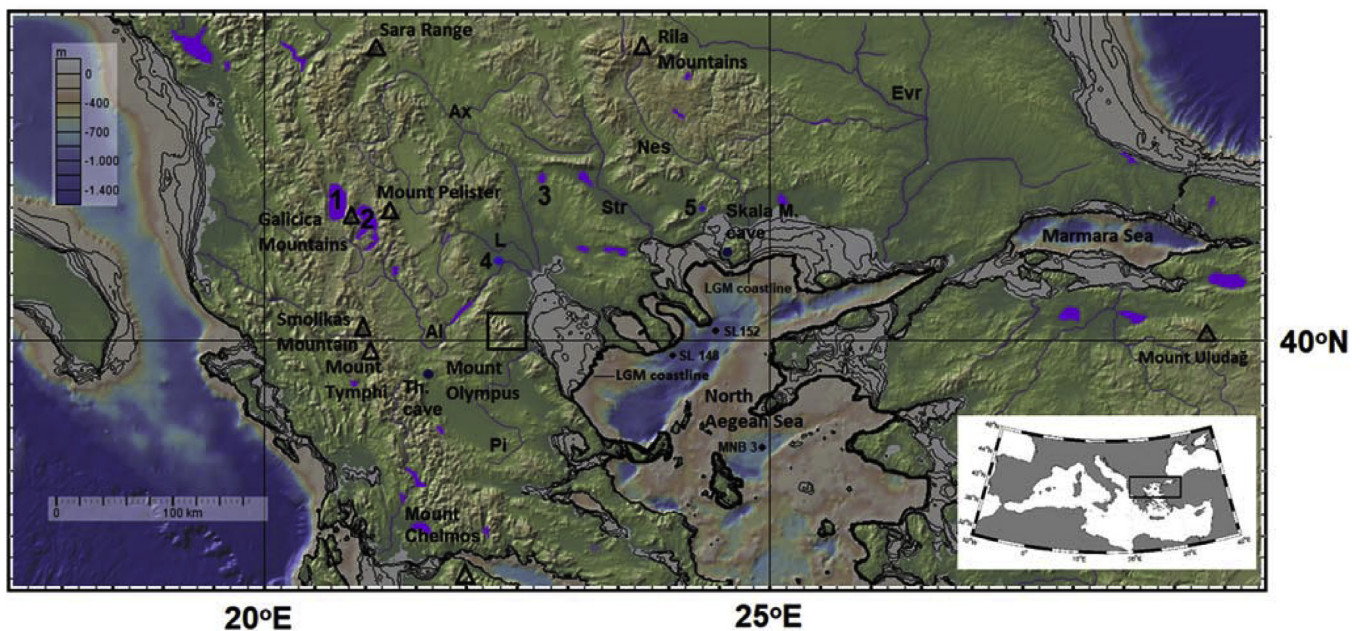 m
0
-400
-700
-1.000
-1.400
Sara Range
Rila
Mountains
Ax
Evr
Nes
1
2
Mount Pelister
Galicica
Mountains
3
Str
5
Skala M.
cave
L
4
Marmara Sea
LGM coastline
SL152
Smolikas
Mountain
Al
SL 148
40°N
Mount
Tymphi
Mount
Olympus
LGM coastline
Th.
cave
Mount Uludağ
North
Aegean Sea
Pi
MNB 3
0
100 km
Mount
Chelmos
20°E
25°E